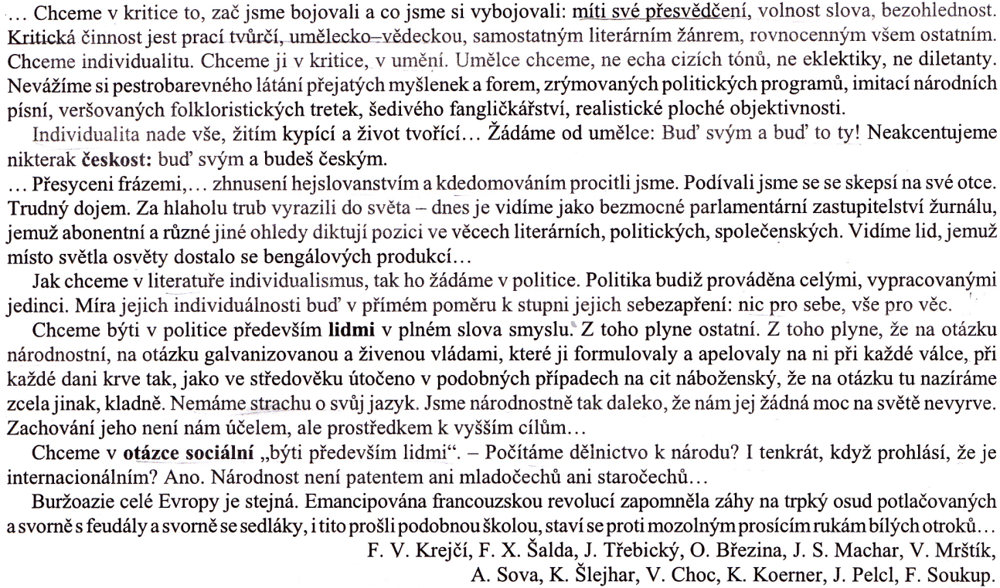 … Chceme v kritice to, zač jsme bojovali a co jsme si vybojovali: míti své přesvědčení, volnost slova, bezohlednost.
Kritická činnost jest prací tvůrčí, umělecko–vědeckou, samostatným literárním žánrem, rovnocenným všem ostatním.
Chceme individualitu. Chceme ji v kritice, v umění. Umělce chceme, ne echa cizích tónů, ne eklektiky, ne diletanty.
Nevážíme si pestrobarevného látání přejatých myšlenek a forem, zrýmovaných politických programů, imitací národních
písní, veršovaných folkloristických tretek, šedivého fangličkářství, realistické ploché objektivnosti.
Individualita nade vše, žitím kypící a život tvořící… Žádáme od umělce: Buď svým a buď to ty! Neakcentujeme
nikterak českost: buď svým a budeš českým.
… Přesyceni frázemi,… zhnusení hejslovanstvím a kdedomováním procitli jsme. Podívali jsme se se skepsí na své otce.
Trudný dojem. Za hlaholu trub vyrazili do světa – dnes je vidíme jako bezmocné parlamentární zastupitelství žurnálu,
jemuž abonentní a různé jiné ohledy diktují pozici ve věcech literárních, politických, společenských. Vidíme lid, jemuž
místo světla osvěty dostalo se bengálových produkcí…
Jak chceme v literatuře individualismus, tak ho žádáme v politice. Politika budiž prováděna celými, vypracovanými
jedinci. Míra jejich individuálnosti buď v přímém poměru k stupni jejich sebezapření: nic pro sebe, vše pro věc.
Chceme býti v politice především lidmi v plném slova smyslu. Z toho plyne ostatní. Z toho plyne, že na otázku
národnostní, na otázku galvanizovanou a živenou vládami, které ji formulovaly a apelovaly na ni při každé válce, při
každé dani krve tak, jako ve středověku útočeno v podobných případech na cit náboženský, že na otázku tu nazíráme
zcela jinak, kladně. Nemáme strachu o svůj jazyk. Jsme národnostně tak daleko, že nám jej žádná moc na světě nevyrve.
Zachování jeho není nám účelem, ale prostředkem k vyšším cílům…
Chceme v otázce sociální „býti především lidmi“. – Počítáme dělnictvo k národu? I tenkrát, když prohlásí, že je
internacionálním? Ano. Národnost není patentem ani mladočechů ani staročechů…
Buržoazie celé Evropy je stejná. Emancipována francouzskou revolucí zapomněla záhy na trpký osud potlačovaných
a svorně s feudály a svorně se sedláky, i tito prošli podobnou školou, staví se proti mozolným prosícím rukám bílých otroků…
F. V. Krejčí, F. X. Šalda, J. Třebický, O. Březina, J. S. Machar, V. Mrštík,
A. Sova, K. Šlejhar, V. Choc, K. Koerner, J. Pelcl, F. Soukup.